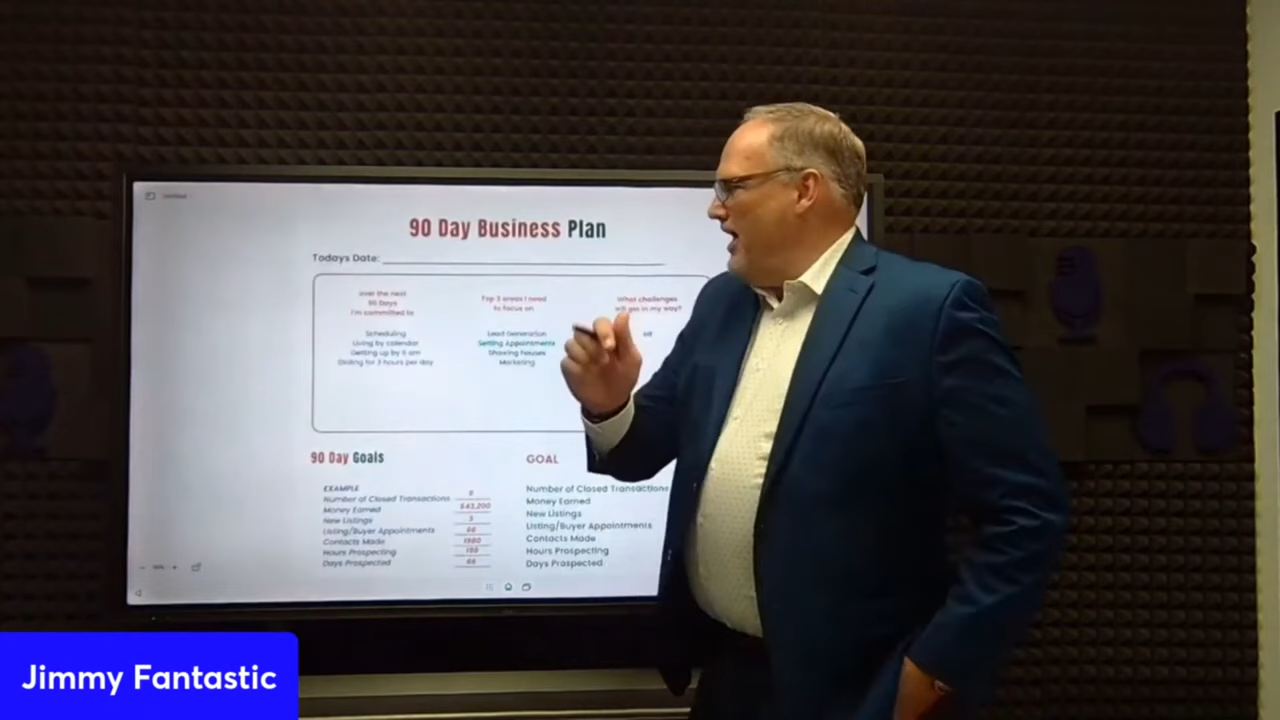 90 Day Business Plan
Todays Date:
over the next
90 Days
I'm committed to
Scheduling
Living by calendar
Getting up by 6 am
Dialing for 3 hours per day
Top 3 areas I need
to focus on
Lead Generation
Setting Appointments
Showing houses
Marketing
What challenges
will get in my way?
90 Day Goals
EXAMPLE
Number of Closed Transactions
Money Earned $43,200
New Listings
Listing/Buyer Appointments
Contacts Made
Hours Prospecting
Days Prospected
GOAL
Number of Closed Transactions
Money Earned
New Listings
Listing/Buyer Appointments
Contacts Made
Hours Prospecting
Days Prospected
Jimmy Fantastic